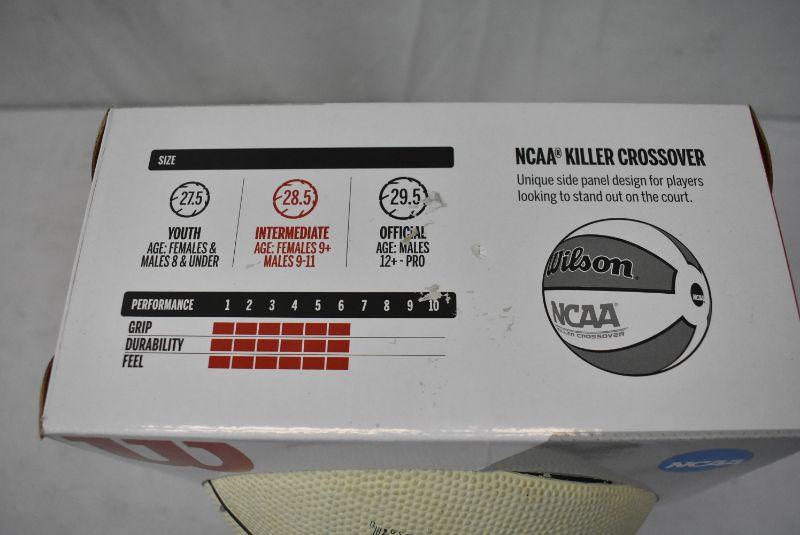 SIZE
27.5
YOUTH
AGE: FEMALES &
MALES 8 & UNDER
28.5
INTERMEDIATE
AGE: FEMALES 9+
MALES 9-11
29.5
OFFICIAL
AGE: MALES
12+ - PRO
PERFORMANCE 1 2 3 4 5 6 7 8 9 10
GRIP
DURABILITY
FEEL
NCAA® KILLER CROSSOVER
Unique side panel design for players
looking to stand out on the court.
Wilson
NCAA
KILLER CROSSOVER
NCAA
NCAA